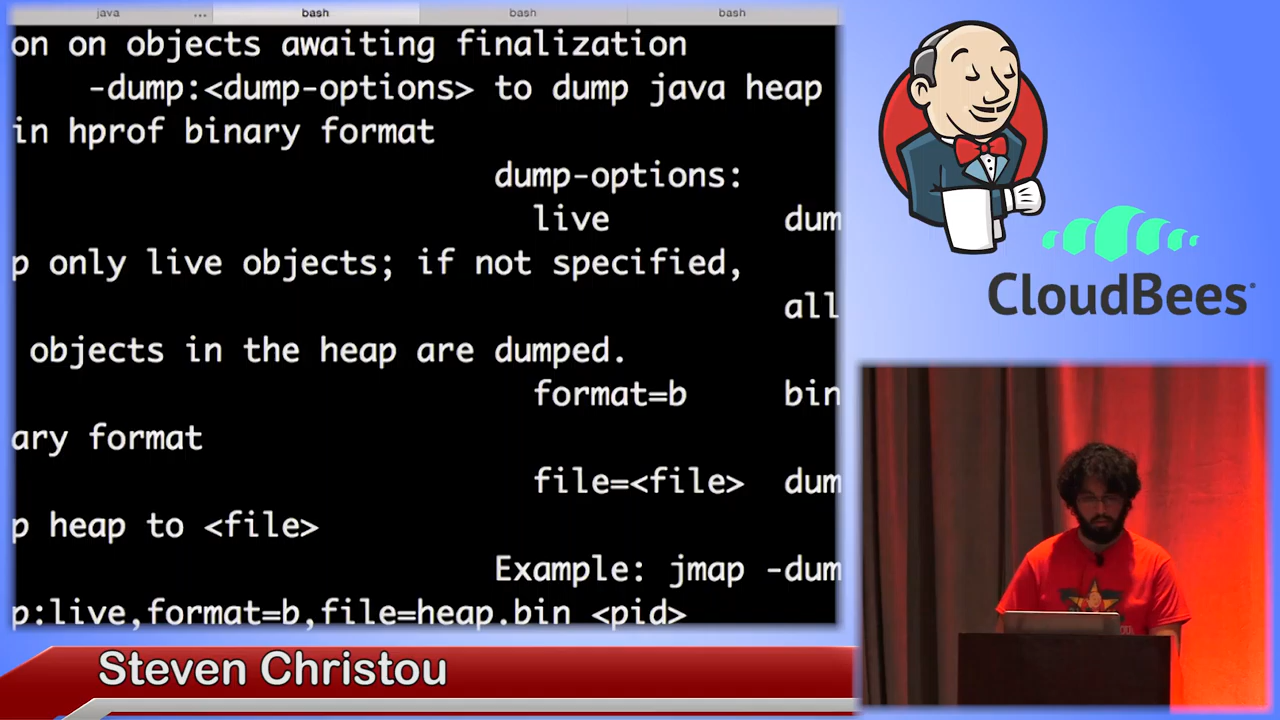 java
...
bash
bash
bash
on on objects awaiting finalization
-dump:<dump-options> to dump java heap
in hprof binary format
dump-options:
live dum
p only live objects; if not specified,
all
objects in the heap are dumped.
format=b bin
ary format
file=<file> dum
p heap to <file>
Example: jmap -dum
p:live,format=b,file=heap.bin <pid>
CloudBees
Steven Christou